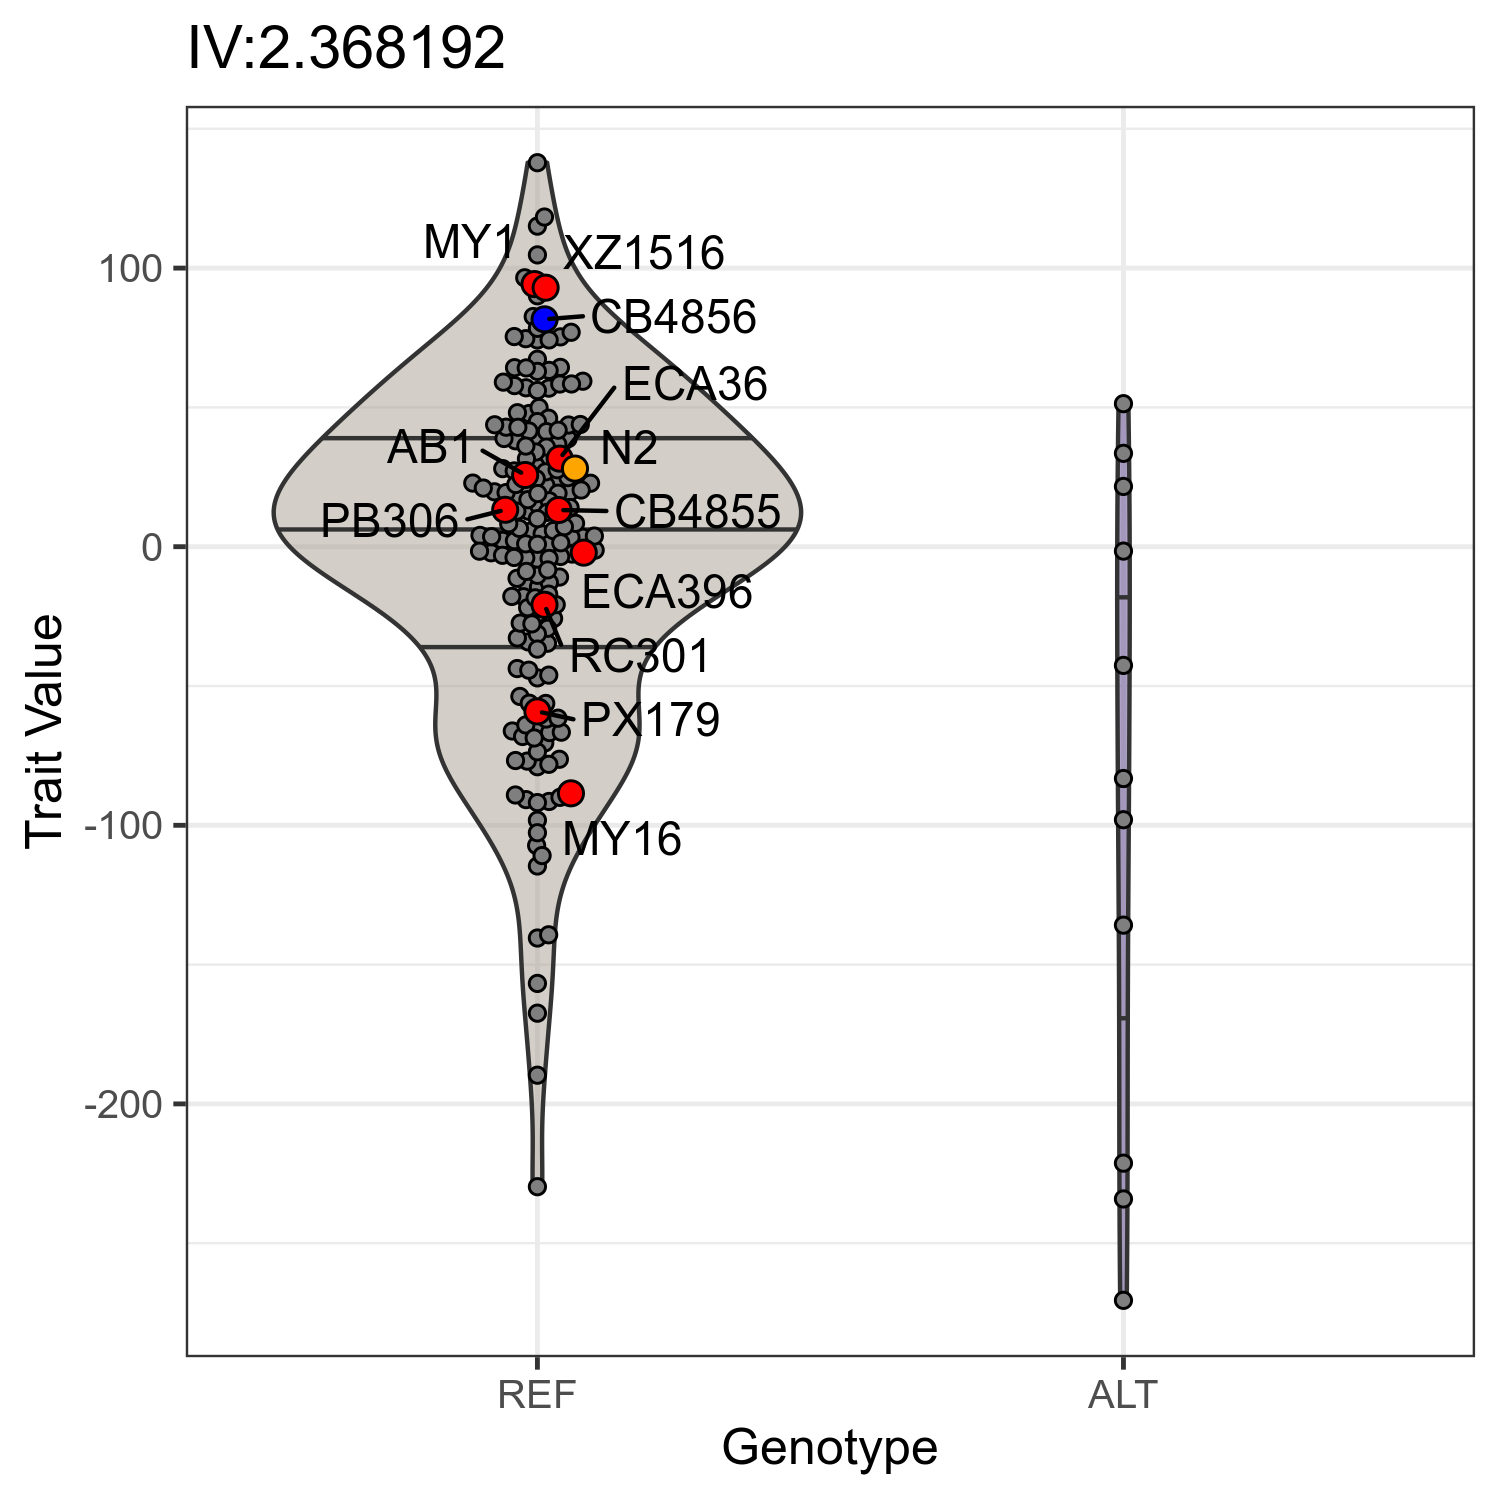 IV:2.368192
Trait Value
100
0
-100
-200
MY1
XZ1516
CB4856
ECA36
AB1
N2
PB306
CB4855
ECA396
RC301
PX179
MY16
REF
ALT
Genotype